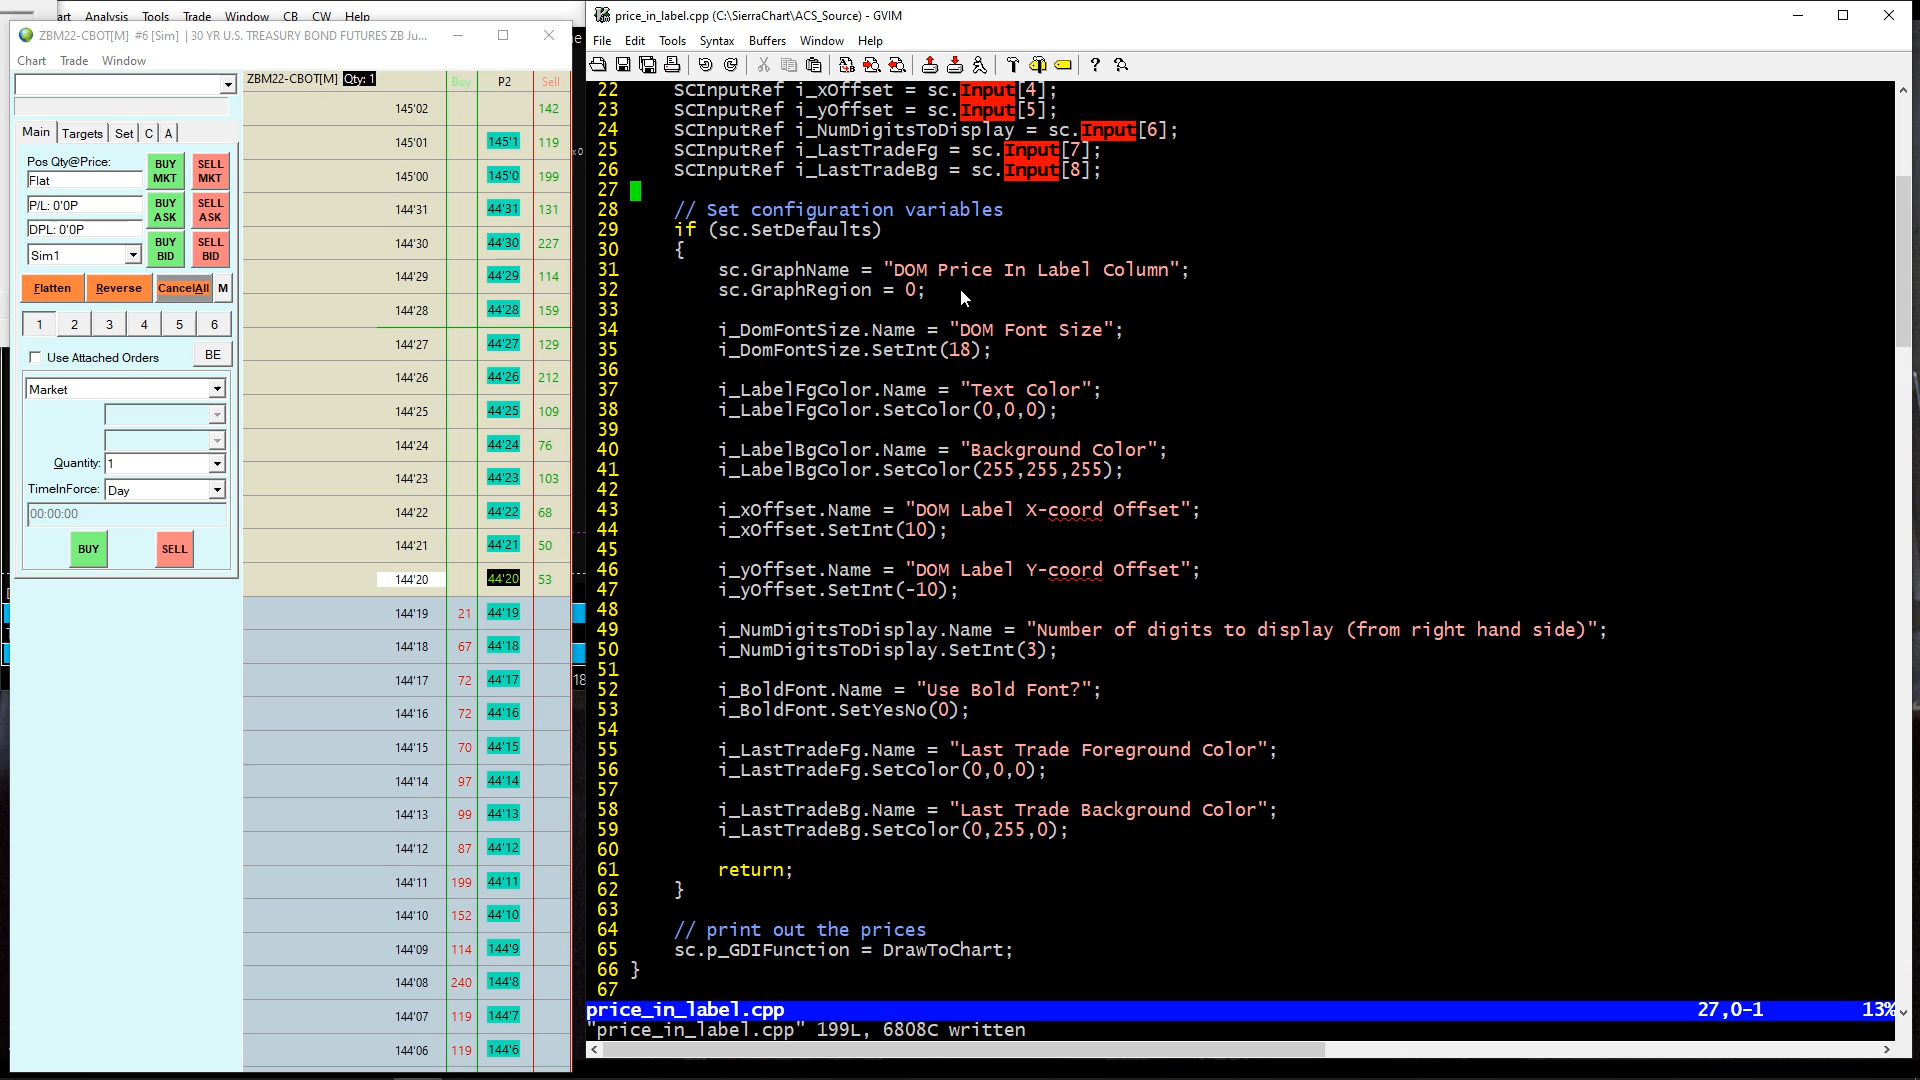 art Analysis Tools Trade Window CB CW Help
ZBM22-CBOT[M] #6 [Sim] | 30 YR U.S. TREASURY BOND FUTURES ZB Ju...
Chart Trade Window
Main Targets Set C A
Pos Qty@Price:
Flat
P/L: 0'0P
DPL: 0'0P
Sim1
BUY MKT
SELL MKT
BUY ASK
SELL ASK
BUY BID
SELL BID
Flatten Reverse CancelAll M
1 2 3 4 5 6
Use Attached Orders BE
Market
Quantity: 1
TimeInForce: Day
00:00:00
BUY SELL
ZBM22-CBOT[M] Qty: 1 Buy P2 Sell
145'02 142
145'01 145'1 119
145'00 145'0 199
144'31 44'31 131
144'30 44'30 227
144'29 44'29 114
144'28 44'28 159
144'27 44'27 129
144'26 44'26 212
144'25 44'25 109
144'24 44'24 76
144'23 44'23 103
144'22 44'22 68
144'21 44'21 50
144'20 44'20 53
144'19 21 44'19
144'18 67 44'18
144'17 72 44'17
144'16 72 44'16
144'15 70 44'15
144'14 97 44'14
144'13 99 44'13
144'12 87 44'12
144'11 199 44'11
144'10 152 44'10
144'09 114 144'9
144'08 240 144'8
144'07 119 144'7
144'06 119 144'6
price_in_label.cpp (C:\SierraChart\ACS_Source) - GVIM
File Edit Tools Syntax Buffers Window Help
22 SCInputRef i_xOffset = sc.Input[4];
23 SCInputRef i_yOffset = sc.Input[5];
24 SCInputRef i_NumDigitsToDisplay = sc.Input[6];
25 SCInputRef i_LastTradeFg = sc.Input[7];
26 SCInputRef i_LastTradeBg = sc.Input[8];
27
28 // Set configuration variables
29 if (sc.SetDefaults)
30 {
31 sc.GraphName = "DOM Price In Label Column";
32 sc.GraphRegion = 0;
33
34 i_DomFontSize.Name = "DOM Font Size";
35 i_DomFontSize.SetInt(18);
36
37 i_LabelFgColor.Name = "Text Color";
38 i_LabelFgColor.SetColor(0,0,0);
39
40 i_LabelBgColor.Name = "Background Color";
41 i_LabelBgColor.SetColor(255,255,255);
42
43 i_xOffset.Name = "DOM Label X-coord Offset";
44 i_xOffset.SetInt(10);
45
46 i_yOffset.Name = "DOM Label Y-coord Offset";
47 i_yOffset.SetInt(-10);
48
49 i_NumDigitsToDisplay.Name = "Number of digits to display (from right hand side)";
50 i_NumDigitsToDisplay.SetInt(3);
51
52 i_BoldFont.Name = "Use Bold Font?";
53 i_BoldFont.SetYesNo(0);
54
55 i_LastTradeFg.Name = "Last Trade Foreground Color";
56 i_LastTradeFg.SetColor(0,0,0);
57
58 i_LastTradeBg.Name = "Last Trade Background Color";
59 i_LastTradeBg.SetColor(0,255,0);
60
61 return;
62 }
63
64 // print out the prices
65 sc.p_GDIFunction = DrawToChart;
66 }
67
price_in_label.cpp 27,0-1 13%
"price_in_label.cpp" 199L, 6808C written